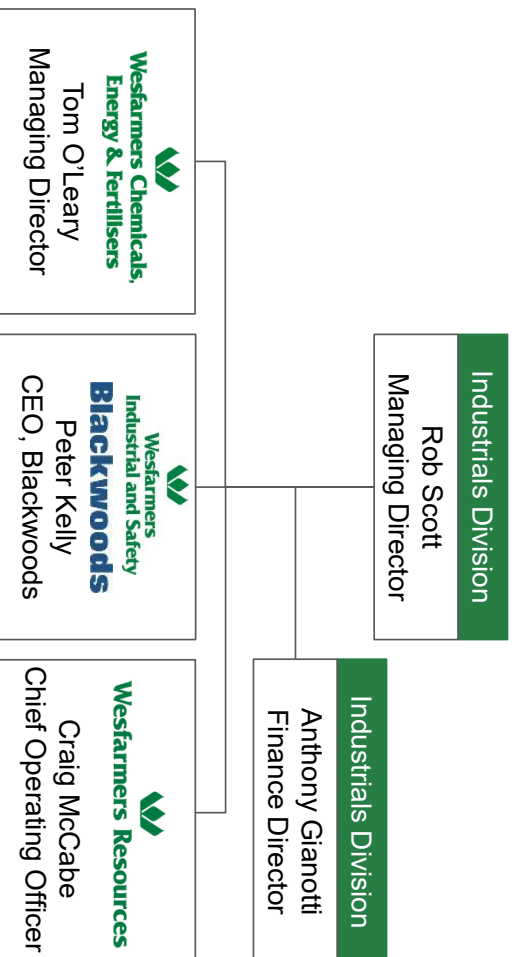 Industrials Division
Rob Scott
Managing Director
Industrials Division
Anthony Gianotti
Finance Director
Wesfarmers Chemicals,
Energy & Fertilisers
Tom O'Leary
Managing Director
Wesfarmers
Industrial and Safety
Blackwoods
Peter Kelly
CEO, Blackwoods
Wesfarmers Resources
Craig McCabe
Chief Operating Officer